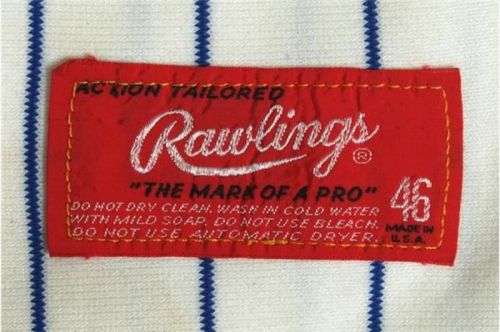 ACTION TAILORED
Rawlings®
"THE MARK OF A PRO"
46
DO NOT DRY CLEAN. WASH IN COLD WATER
WITH MILD SOAP. DO NOT USE BLEACH.
DO NOT USE AUTOMATIC DRYER.
MADE IN
U.S.A.